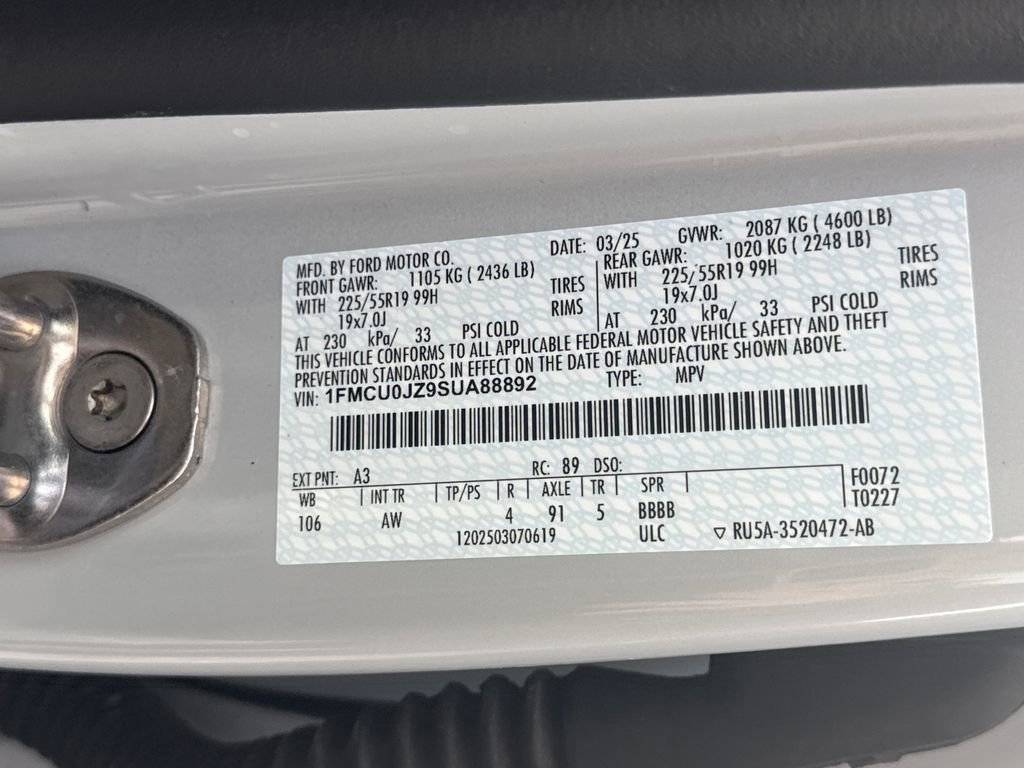 MFD. BY FORD MOTOR CO. DATE: 03/25 GVWR: 2087 KG ( 4600 LB)
FRONT GAWR: 1105 KG ( 2436 LB) REAR GAWR: 1020 KG ( 2248 LB)
WITH 225/55R19 99H TIRES WITH 225/55R19 99H TIRES
19x7.0J RIMS 19x7.0J RIMS
AT 230 kPa/ 33 PSI COLD AT 230 kPa/ 33 PSI COLD
THIS VEHICLE CONFORMS TO ALL APPLICABLE FEDERAL MOTOR VEHICLE SAFETY AND THEFT
PREVENTION STANDARDS IN EFFECT ON THE DATE OF MANUFACTURE SHOWN ABOVE.
VIN: 1FMCU0JZ9SUA88892 TYPE: MPV
EXT PNT: A3 RC: 89 DSO:
WB INT TR TP/PS R AXLE TR SPR F0072
106 AW 4 91 5 BBBB T0227
1202503070619 ULC ▽ RU5A-3520472-AB